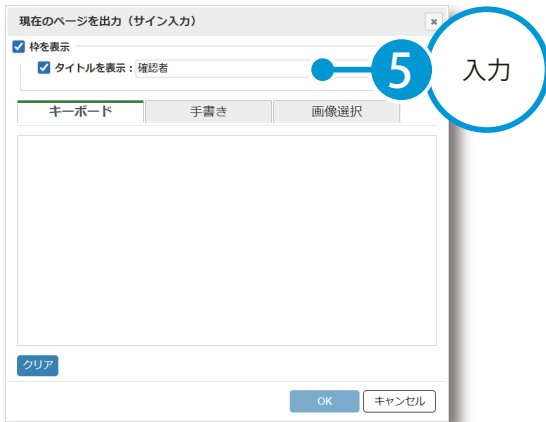 現在のページを出力（サイン入力）
枠を表示
タイトルを表示：確認者
5
入力
キーボード 手書き 画像選択
クリア
OK キャンセル